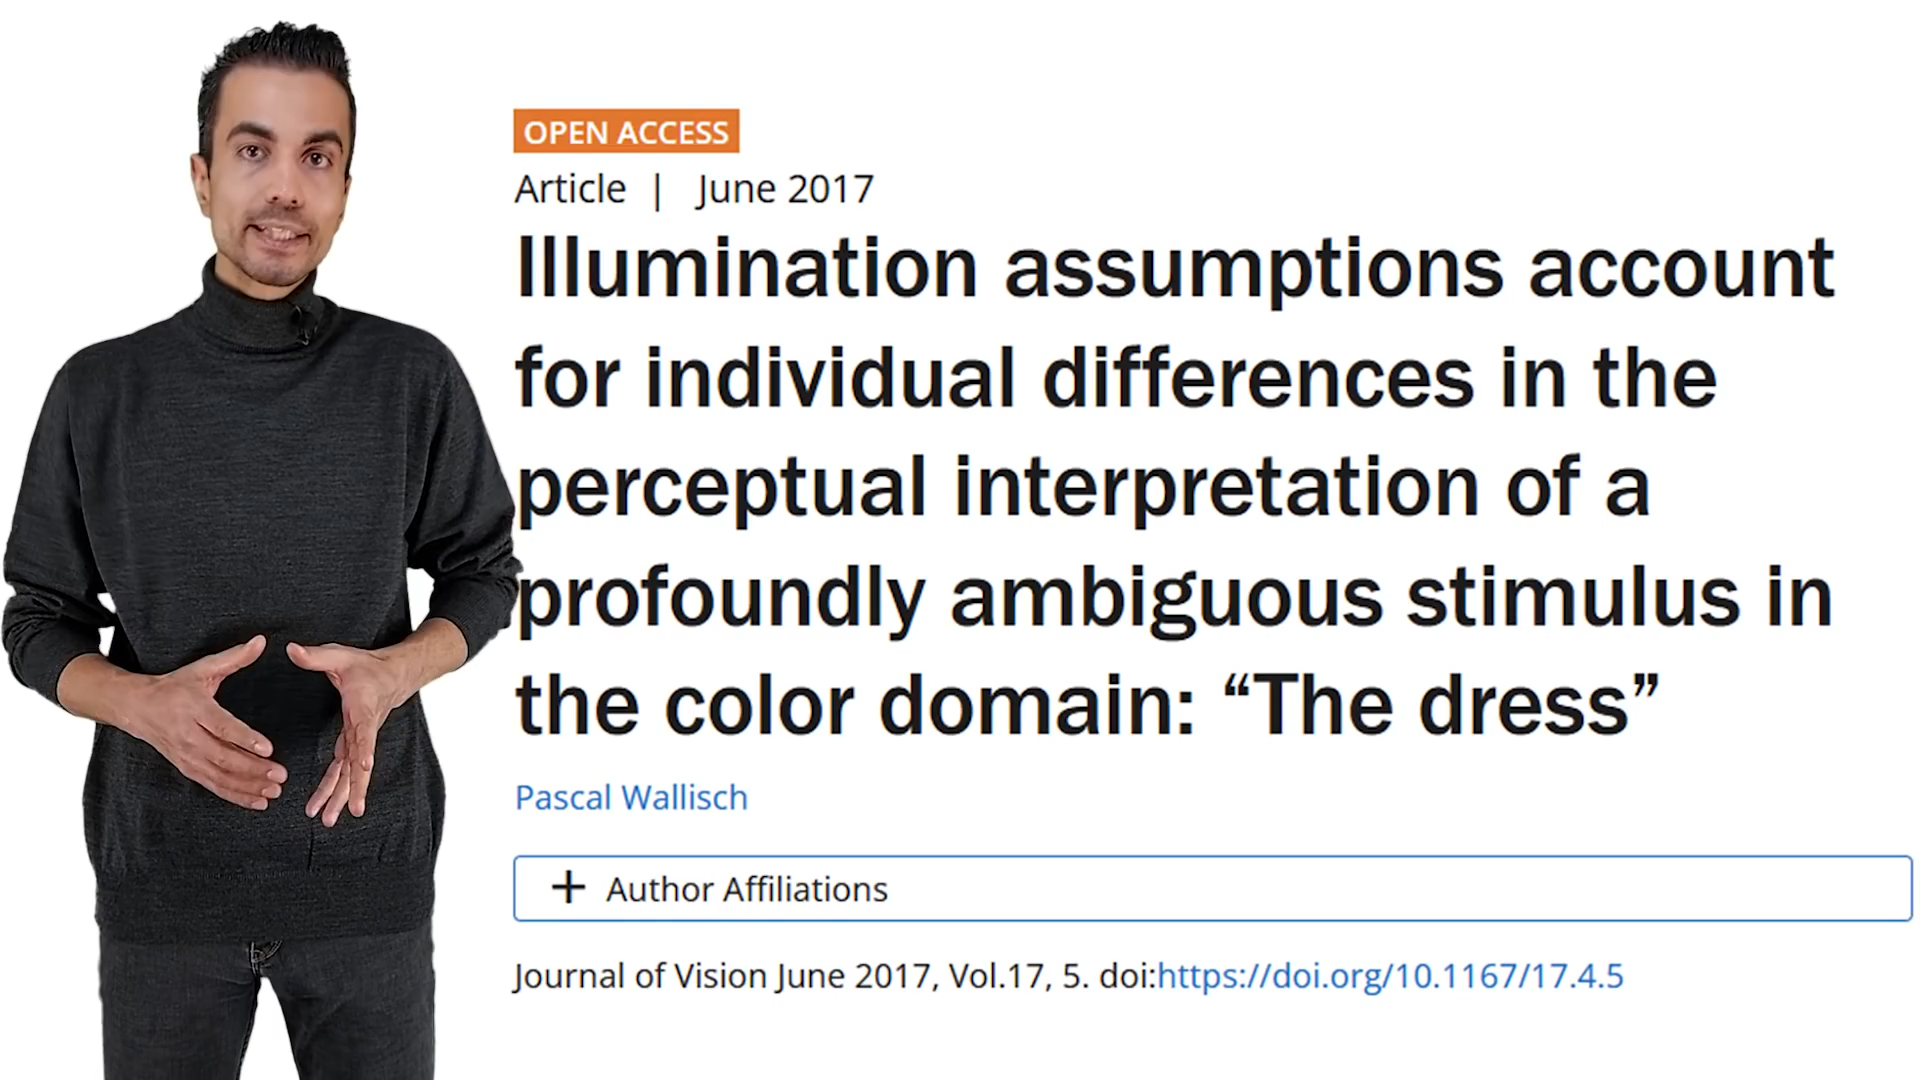 OPEN ACCESS
Article | June 2017
Illumination assumptions account
for individual differences in the
perceptual interpretation of a
profoundly ambiguous stimulus in
the color domain: “The dress”
Pascal Wallisch
+ Author Affiliations
Journal of Vision June 2017, Vol.17, 5. doi:https://doi.org/10.1167/17.4.5